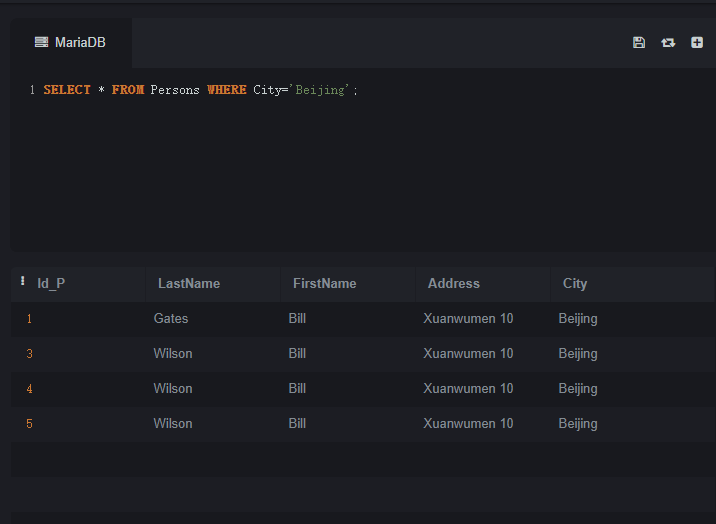 MariaDB
1 SELECT * FROM Persons WHERE City='Beijing';
Id_P LastName FirstName Address City
1 Gates Bill Xuanwumen 10 Beijing
3 Wilson Bill Xuanwumen 10 Beijing
4 Wilson Bill Xuanwumen 10 Beijing
5 Wilson Bill Xuanwumen 10 Beijing